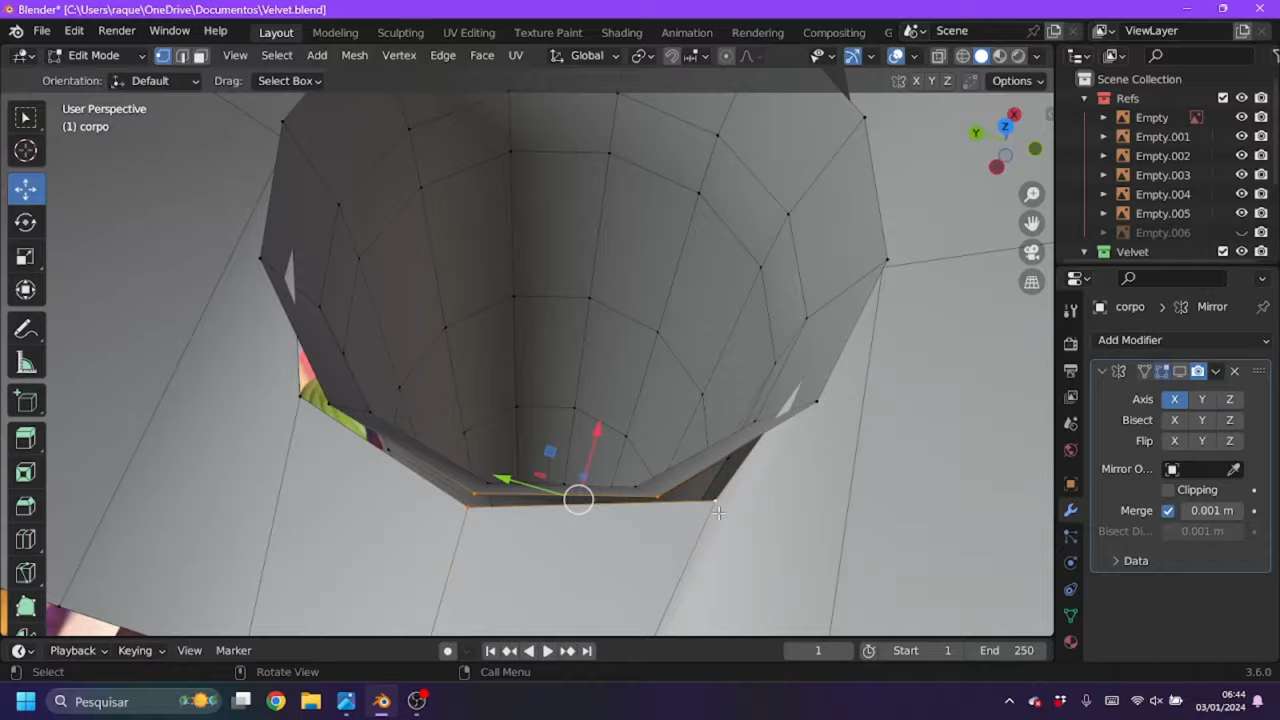 Blender* [C:\Users\raque\OneDrive\Documentos\Velvet.blend]
File Edit Render Window Help Layout Modeling Sculpting UV Editing Texture Paint Shading Animation Rendering Compositing G Scene ViewLayer
Edit Mode View Select Add Mesh Vertex Edge Face UV Global
Orientation: Default Drag: Select Box X Y Z Options
User Perspective
(1) corpo
X
Y
Z
Scene Collection
Refs
Empty
Empty.001
Empty.002
Empty.003
Empty.004
Empty.005
Empty.006
Velvet
corpo > Mirror
Add Modifier
Axis X Y Z
Bisect X Y Z
Flip X Y Z
Mirror O...
Clipping
Merge 0.001 m
Bisect Di... 0.001 m
Data
Playback Keying View Marker 1 Start 1 End 250
Select Rotate View Call Menu 3.6.0
Pesquisar
06:44
03/01/2024